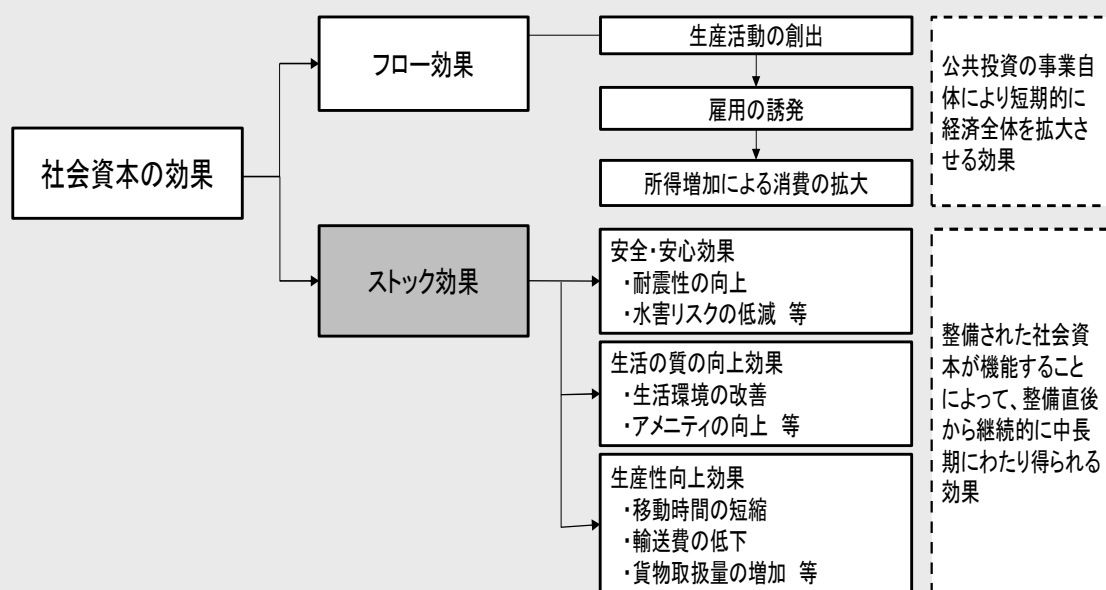 社会資本の効果
フロー効果
生産活動の創出
雇用の誘発
所得増加による消費の拡大
公共投資の事業自
体により短期的に
経済全体を拡大さ
せる効果
ストック効果
安全・安心効果
・耐震性の向上
・水害リスクの低減 等
生活の質の向上効果
・生活環境の改善
・アメニティの向上 等
生産性向上効果
・移動時間の短縮
・輸送費の低下
・貨物取扱量の増加 等
整備された社会資
本が機能すること
によって、整備直後
から継続的に中長
期にわたり得られる
効果